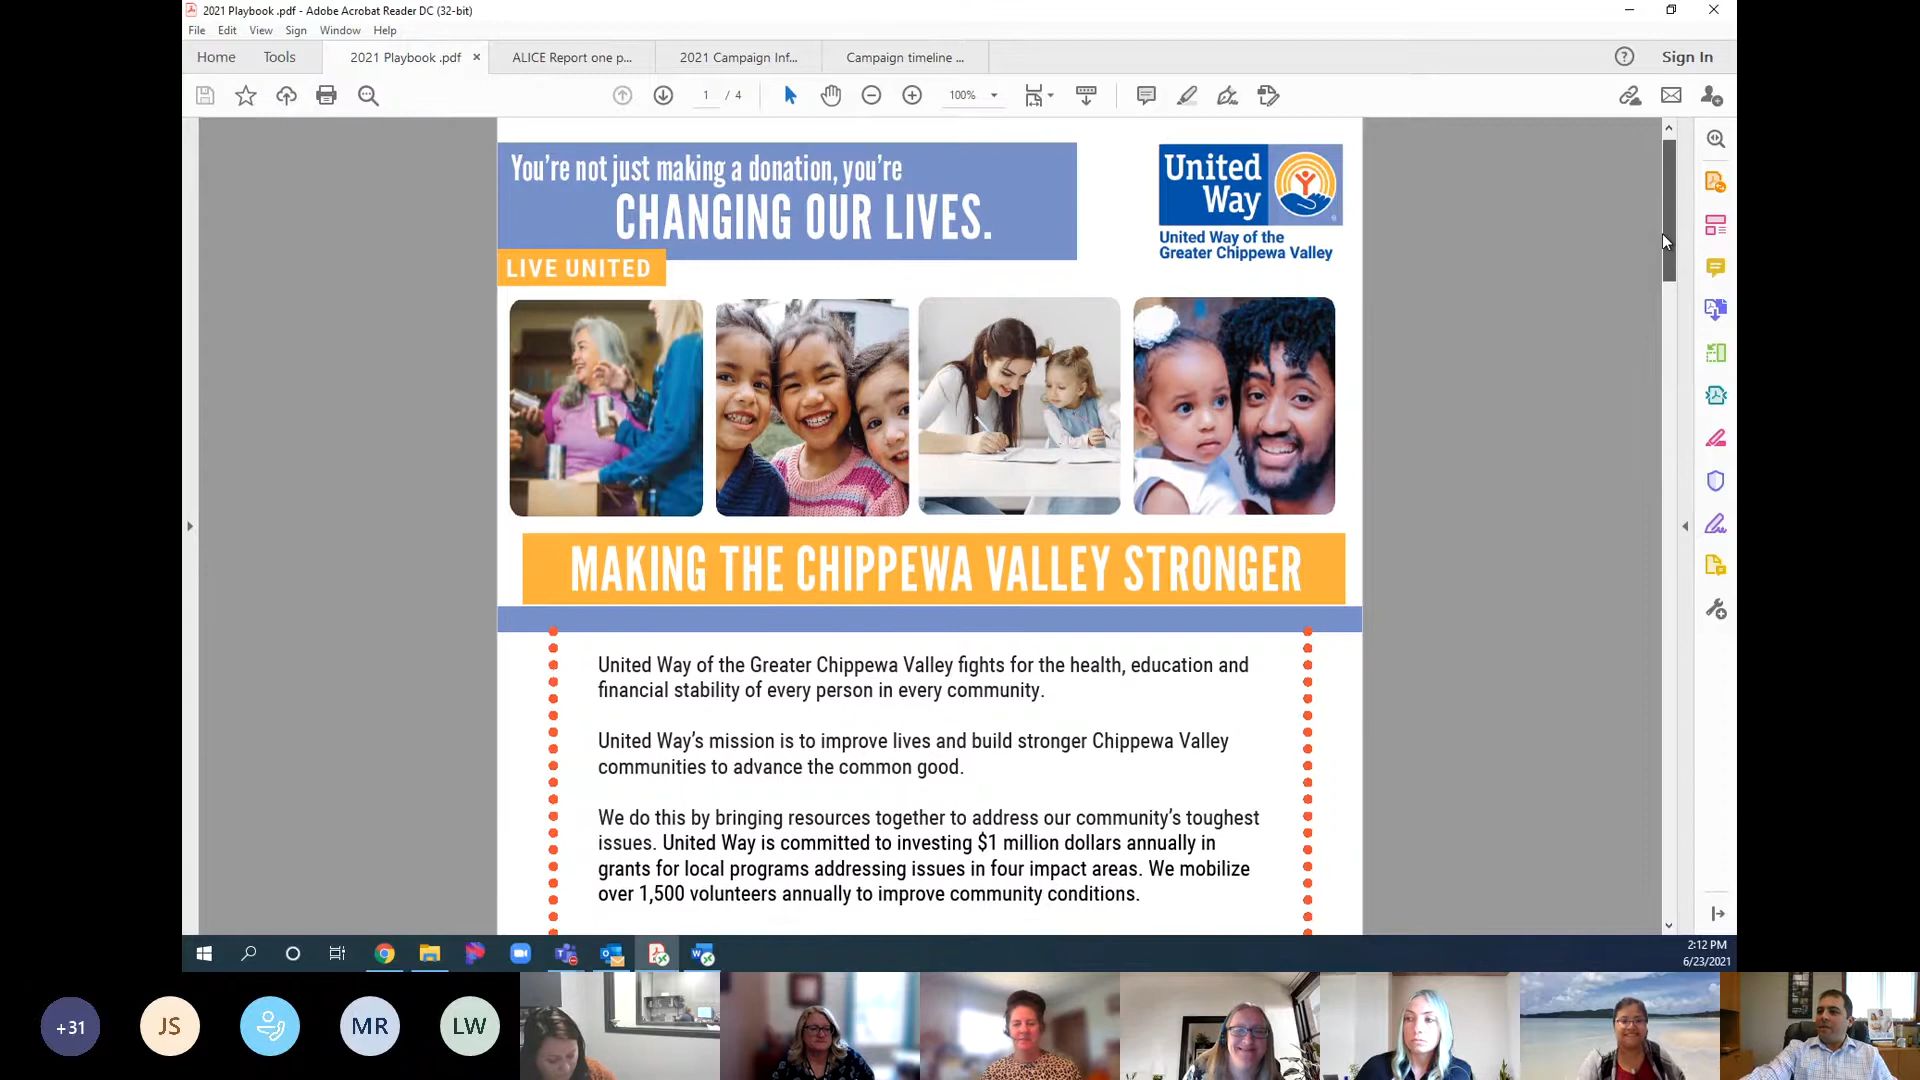 2021 Playbook .pdf - Adobe Acrobat Reader DC (32-bit)
File Edit View Sign Window Help
Home Tools 2021 Playbook .pdf × ALICE Report one p... 2021 Campaign Inf... Campaign timeline ... ? Sign In
1 / 4 100%
You're not just making a donation, you're
CHANGING OUR LIVES.
LIVE UNITED
United
Way
United Way of the
Greater Chippewa Valley
MAKING THE CHIPPEWA VALLEY STRONGER
United Way of the Greater Chippewa Valley fights for the health, education and
financial stability of every person in every community.
United Way's mission is to improve lives and build stronger Chippewa Valley
communities to advance the common good.
We do this by bringing resources together to address our community's toughest
issues. United Way is committed to investing $1 million dollars annually in
grants for local programs addressing issues in four impact areas. We mobilize
over 1,500 volunteers annually to improve community conditions.
2:12 PM
6/23/2021
+31 JS MR LW